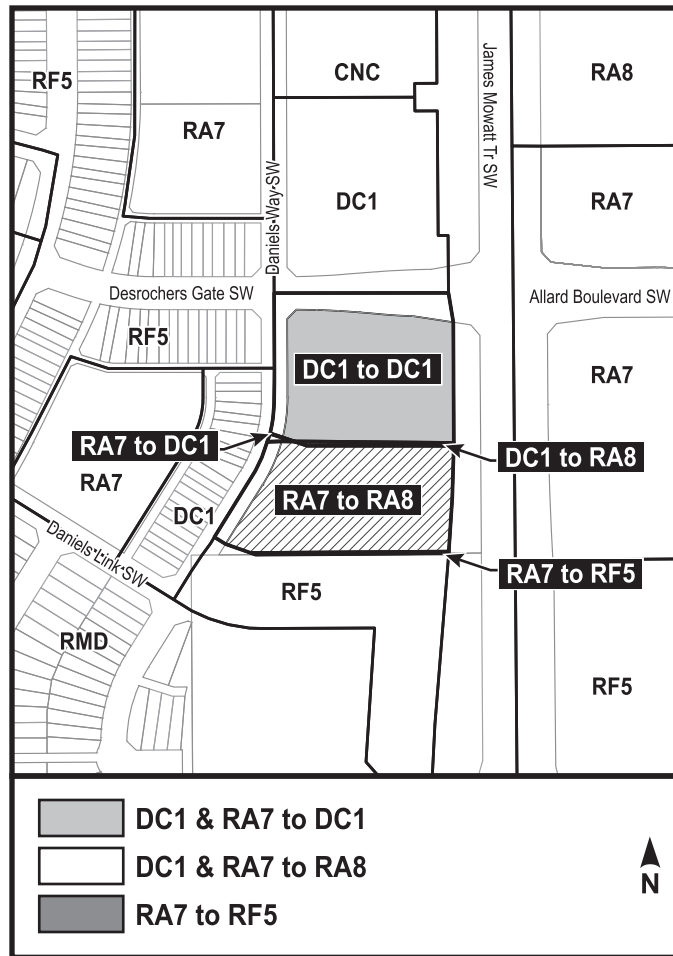 RF5
CNC
RA8
RA7
James Mowatt Tr SW
Daniels Way SW
DC1
RA7
Desrochers Gate SW
Allard Boulevard SW
RF5
DC1 to DC1
RA7
RA7 to DC1
DC1 to RA8
RA7
RA7 to RA8
DC1
Daniels Link SW
RA7 to RF5
RF5
RMD
RF5
DC1 & RA7 to DC1
DC1 & RA7 to RA8
RA7 to RF5
N